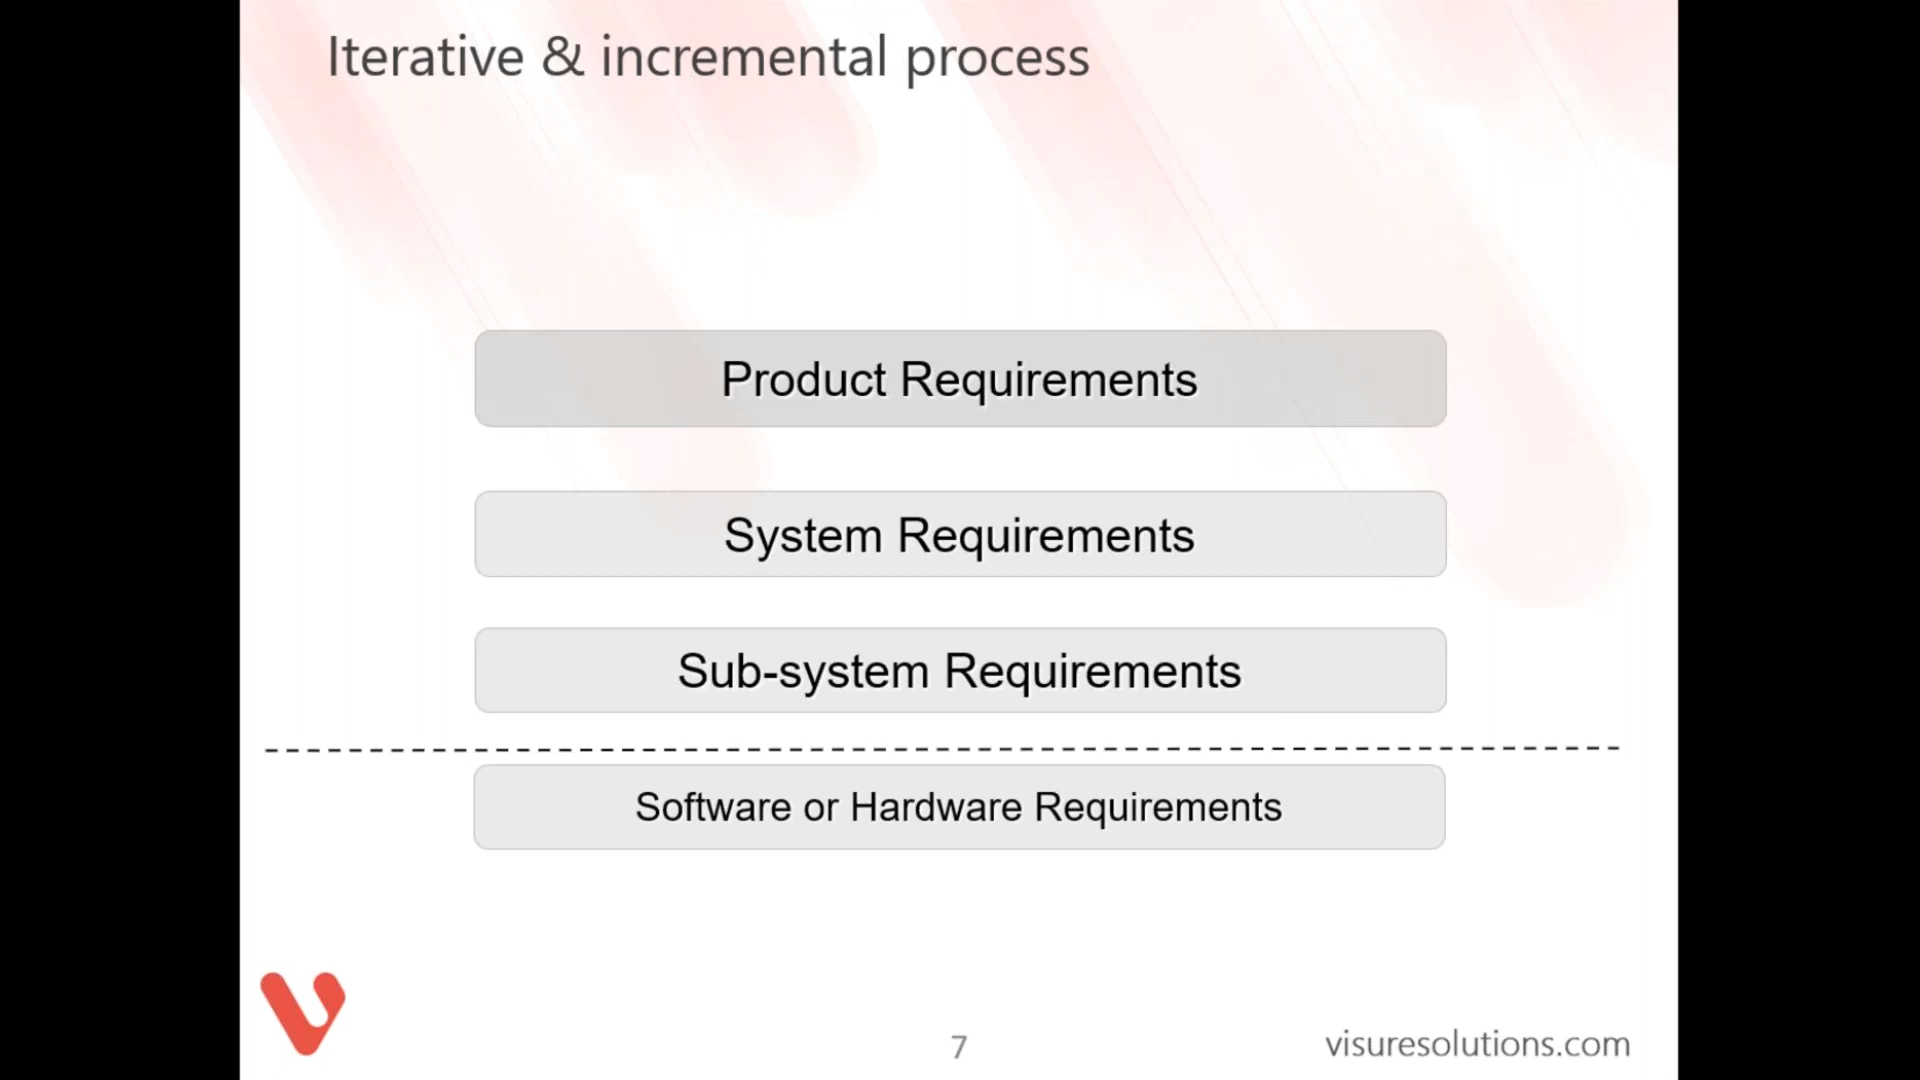 Iterative & incremental process
Product Requirements
System Requirements
Sub-system Requirements
Software or Hardware Requirements
7
visuresolutions.com